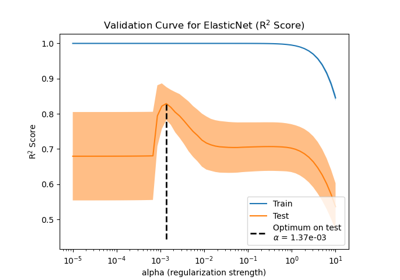 Validation Curve for ElasticNet (R² Score)
1.0
0.9
0.8
0.7
0.6
0.5
R² Score
10⁻⁵ 10⁻⁴ 10⁻³ 10⁻² 10⁻¹ 10⁰ 10¹
alpha (regularization strength)
Train
Test
Optimum on test
α = 1.37e-03